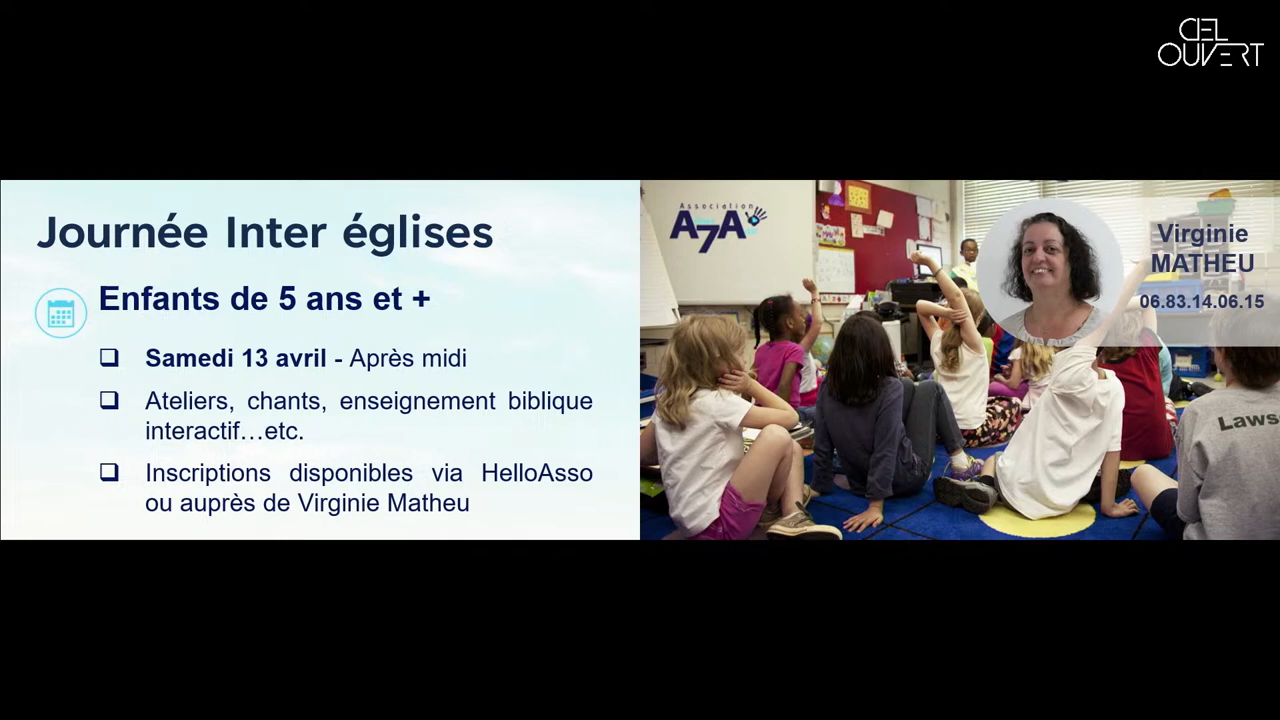 CIEL
OUVERT
Journée Inter églises
Enfants de 5 ans et +
Samedi 13 avril - Après midi
Ateliers, chants, enseignement biblique
interactif…etc.
Inscriptions disponibles via HelloAsso
ou auprès de Virginie Matheu
Association
A7A
Virginie
MATHEU
06.83.14.06.15
Laws